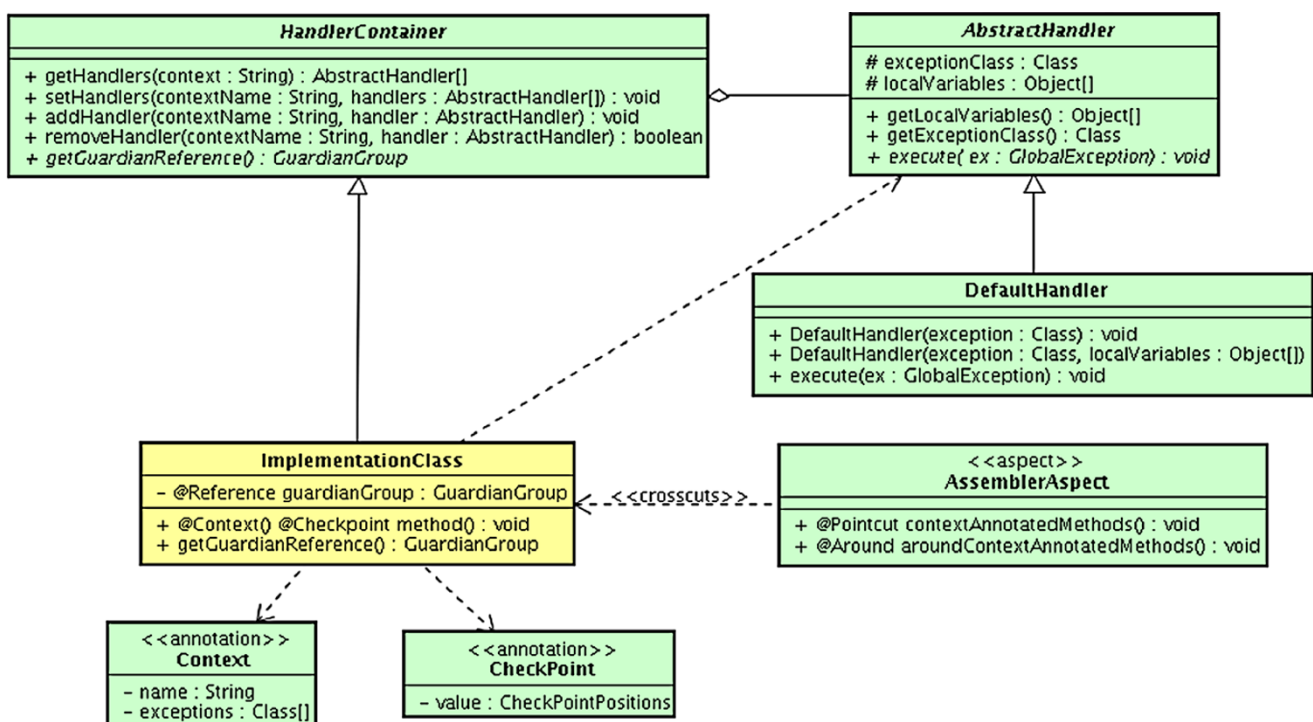 HandlerContainer
+ getHandlers(context : String) : AbstractHandler[]
+ setHandlers(contextName : String, handlers : AbstractHandler[]) : void
+ addHandler(contextName : String, handler : AbstractHandler) : void
+ removeHandler(contextName : String, handler : AbstractHandler) : boolean
+ getGuardianReference() : GuardianGroup
AbstractHandler
# exceptionClass : Class
# localVariables : Object[]
+ getLocalVariables() : Object[]
+ getExceptionClass() : Class
+ execute( ex : GlobalException) : void
DefaultHandler
+ DefaultHandler(exception : Class) : void
+ DefaultHandler(exception : Class, localVariables : Object[])
+ execute(ex : GlobalException) : void
ImplementationClass
- @Reference guardianGroup : GuardianGroup
+ @Context() @Checkpoint method() : void
+ getGuardianReference() : GuardianGroup
<<crosscuts>>
<<aspect>>
AssemblerAspect
+ @Pointcut contextAnnotatedMethods() : void
+ @Around aroundContextAnnotatedMethods() : void
<<annotation>>
Context
- name : String
- exceptions : Class[]
<<annotation>>
CheckPoint
- value : CheckPointPositions